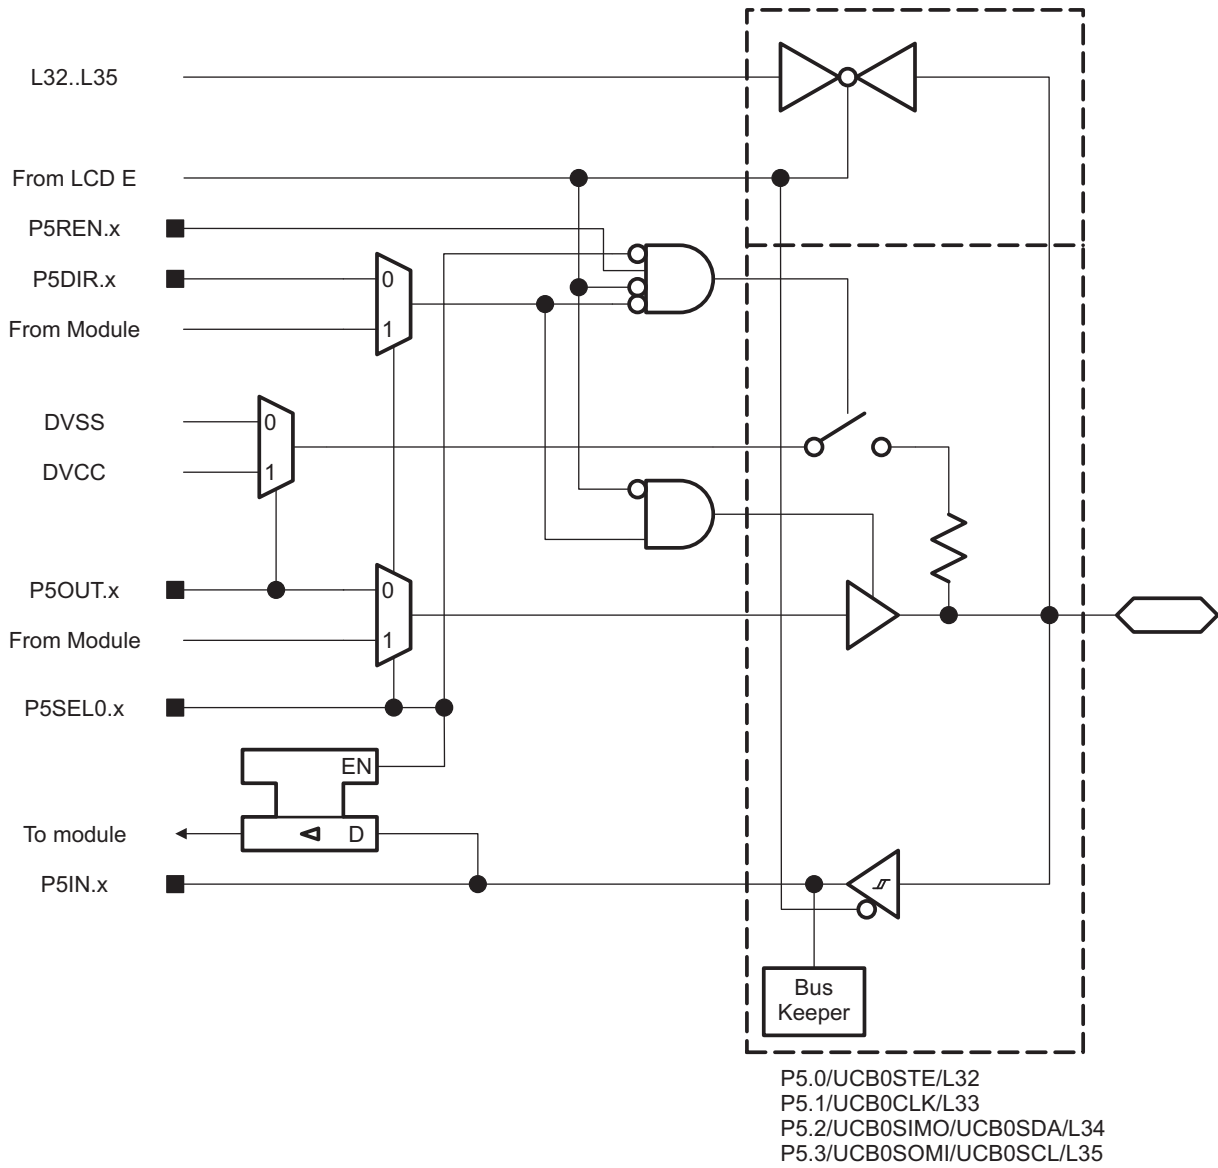 L32..L35
From LCD E
P5REN.x
P5DIR.x
0
From Module
1
DVSS
0
DVCC
1
P5OUT.x
0
From Module
1
P5SEL0.x
EN
To module
D
P5IN.x
Bus
Keeper
P5.0/UCB0STE/L32
P5.1/UCB0CLK/L33
P5.2/UCB0SIMO/UCB0SDA/L34
P5.3/UCB0SOMI/UCB0SCL/L35